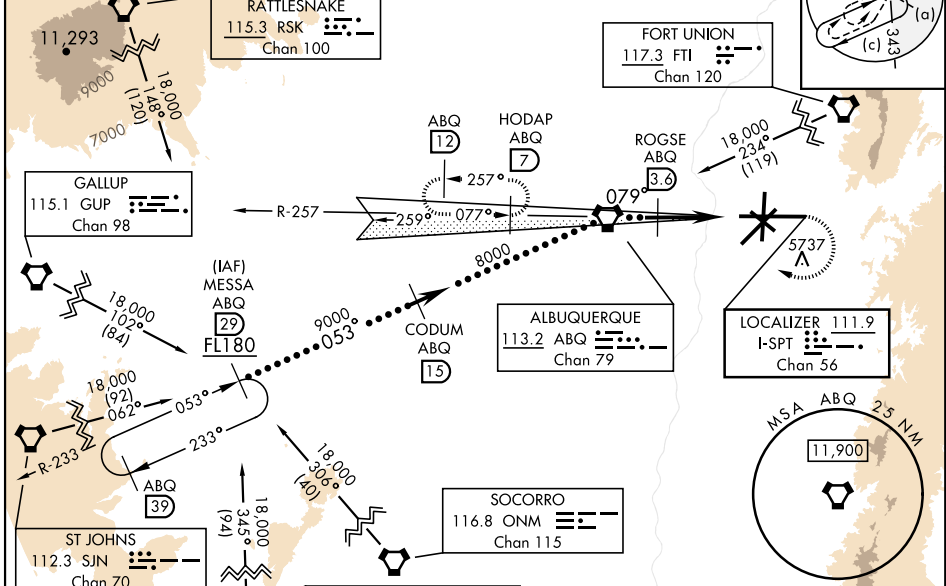 RATTLESNAKE
115.3 RSK
Chan 100
11,293
9000
7000
18,000
148°
(120)
(a)
(c)
343
FORT UNION
117.3 FTI
Chan 120
18,000
234°
(119)
ABQ
12
HODAP
ABQ
7
ROGSE
ABQ
3.6
GALLUP
115.1 GUP
Chan 98
R-257
257°
079°
259°
077°
5737
18,000
102°
(84)
(IAF)
MESSA
ABQ
29
FL180
8000
9000
053°
CODUM
ABQ
15
ALBUQUERQUE
113.2 ABQ
Chan 79
LOCALIZER 111.9
I-SPT
Chan 56
18,000
(92)
062°
053°
233°
R-233
ABQ
39
18,000
306°
(40)
18,000
345°
(94)
MSA ABQ 25 NM
11,900
SOCORRO
116.8 ONM
Chan 115
ST JOHNS
112.3 SJN
Chan 70